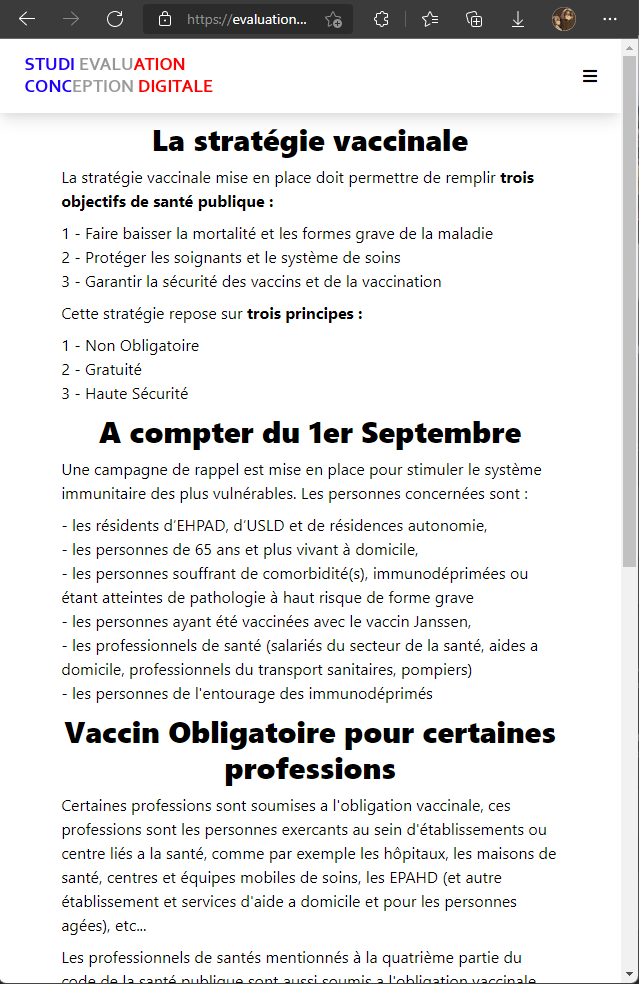 https://evaluation...
STUDI EVALUATION
CONCEPTION DIGITALE
La stratégie vaccinale
La stratégie vaccinale mise en place doit permettre de remplir trois
objectifs de santé publique :
1 - Faire baisser la mortalité et les formes grave de la maladie
2 - Protéger les soignants et le système de soins
3 - Garantir la sécurité des vaccins et de la vaccination
Cette stratégie repose sur trois principes :
1 - Non Obligatoire
2 - Gratuité
3 - Haute Sécurité
A compter du 1er Septembre
Une campagne de rappel est mise en place pour stimuler le système
immunitaire des plus vulnérables. Les personnes concernées sont :
- les résidents d’EHPAD, d’USLD et de résidences autonomie,
- les personnes de 65 ans et plus vivant à domicile,
- les personnes souffrant de comorbidité(s), immunodéprimées ou
étant atteintes de pathologie à haut risque de forme grave
- les personnes ayant été vaccinées avec le vaccin Janssen,
- les professionnels de santé (salariés du secteur de la santé, aides a
domicile, professionnels du transport sanitaires, pompiers)
- les personnes de l'entourage des immunodéprimés
Vaccin Obligatoire pour certaines
professions
Certaines professions sont soumises a l'obligation vaccinale, ces
professions sont les personnes exercants au sein d'établissements ou
centre liés a la santé, comme par exemple les hôpitaux, les maisons de
santé, centres et équipes mobiles de soins, les EPAHD (et autre
établissement et services d'aide a domicile et pour les personnes
agées), etc...
Les professionnels de santés mentionnés à la quatrième partie du
code de la santé publique sont aussi soumis a l'obligation vaccinale